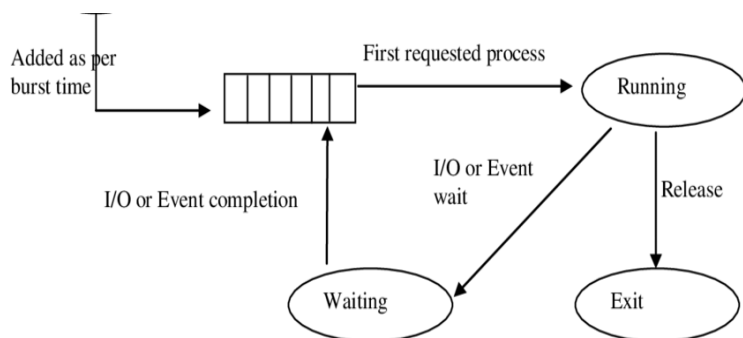 Added as per
burst time
First requested process
Running
I/O or Event
wait
I/O or Event completion
Release
Waiting
Exit